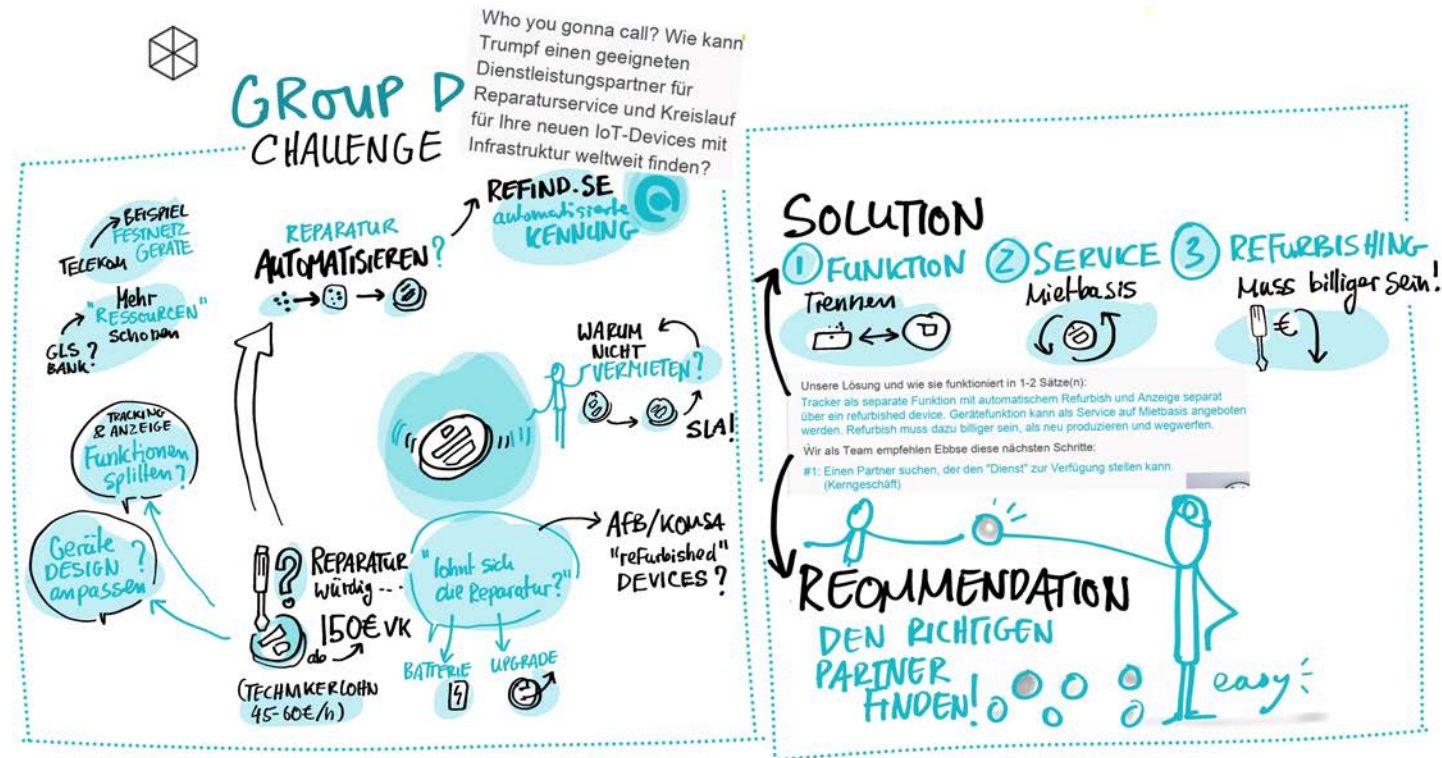 GROUP D
CHALLENGE
Who you gonna call? Wie kann
Trumpf einen geeigneten
Dienstleistungspartner für
Reparaturservice und Kreislauf
für Ihre neuen IoT-Devices mit
Infrastruktur weltweit finden?
BEISPIEL
FESTNETZ
GERÄTE
TELEKOM
Mehr
"RESSOURCEN"
Schonen
GLS ?
BANK?
REPARATUR
AUTOMATISIEREN?
REFIND.SE
automatisierte
KENNUNG
WARUM
NICHT
VERMIETEN?
SLA!
TRACKING
& ANZEIGE
Funktionen
splitten?
Geräte
DESIGN ?
anpassen
? REPARATUR
würdig...
ab 150€ VK
(TECHNIKERLOHN
45-60€/h)
"lohnt sich
die Reparatur?"
BATTERIE
UPGRADE
AfB/KOMSA
"refurbished"
DEVICES?
SOLUTION
1 FUNKTION
Trennen
2 SERVICE
Mietbasis
3 REFURBISHING
Muss billiger sein!
€
Unsere Lösung und wie sie funktioniert in 1-2 Sätze(n):
Tracker als separate Funktion mit automatischem Refurbish und Anzeige separat
über ein refurbished device. Gerätefunktion kann als Service auf Mietbasis angeboten
werden. Refurbish muss dazu billiger sein, als neu produzieren und wegwerfen.
Wir als Team empfehlen Ebbse diese nächsten Schritte:
#1: Einen Partner suchen, der den "Dienst" zur Verfügung stellen kann.
(Kerngeschäft)
REOMMENDATION
DEN RICHTIGEN
PARTNER
FINDEN!
easy